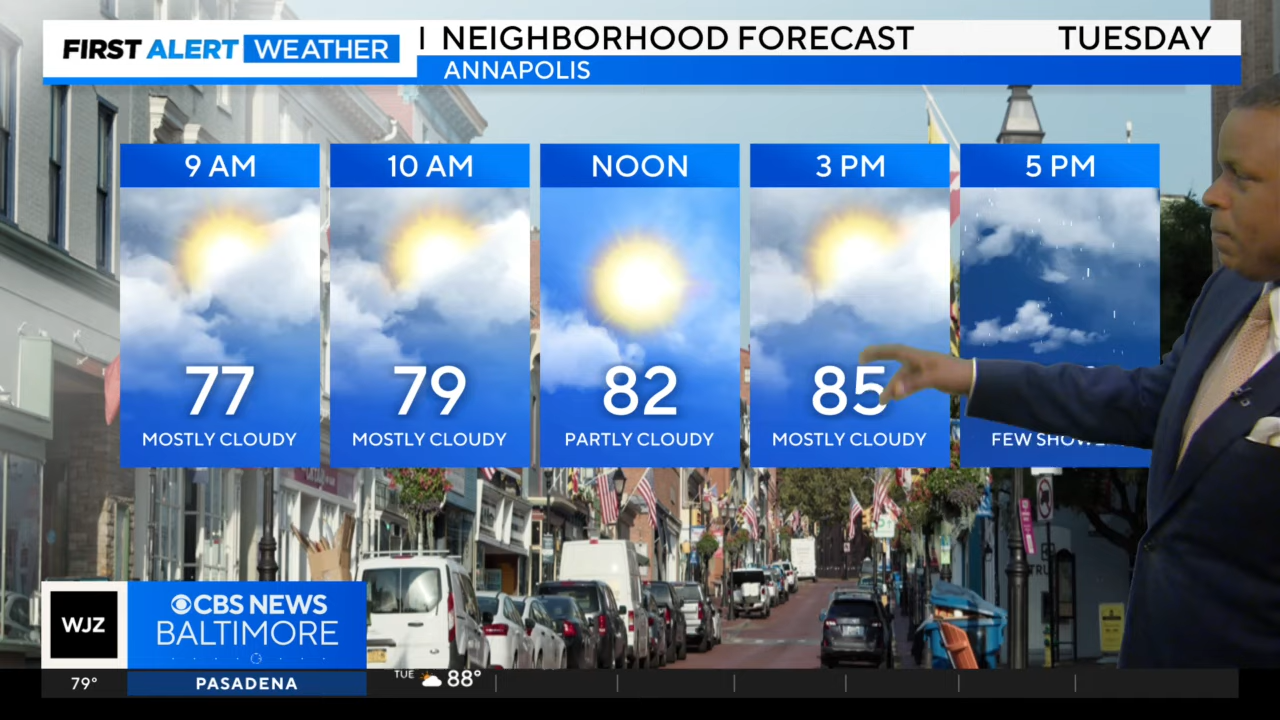 FIRST ALERT WEATHER
NEIGHBORHOOD FORECAST
TUESDAY
ANNAPOLIS
9 AM
10 AM
NOON
3 PM
5 PM
77
79
82
85
MOSTLY CLOUDY
MOSTLY CLOUDY
PARTLY CLOUDY
MOSTLY CLOUDY
FEW
WJZ
CBS NEWS
BALTIMORE
79°
PASADENA
TUE
88°